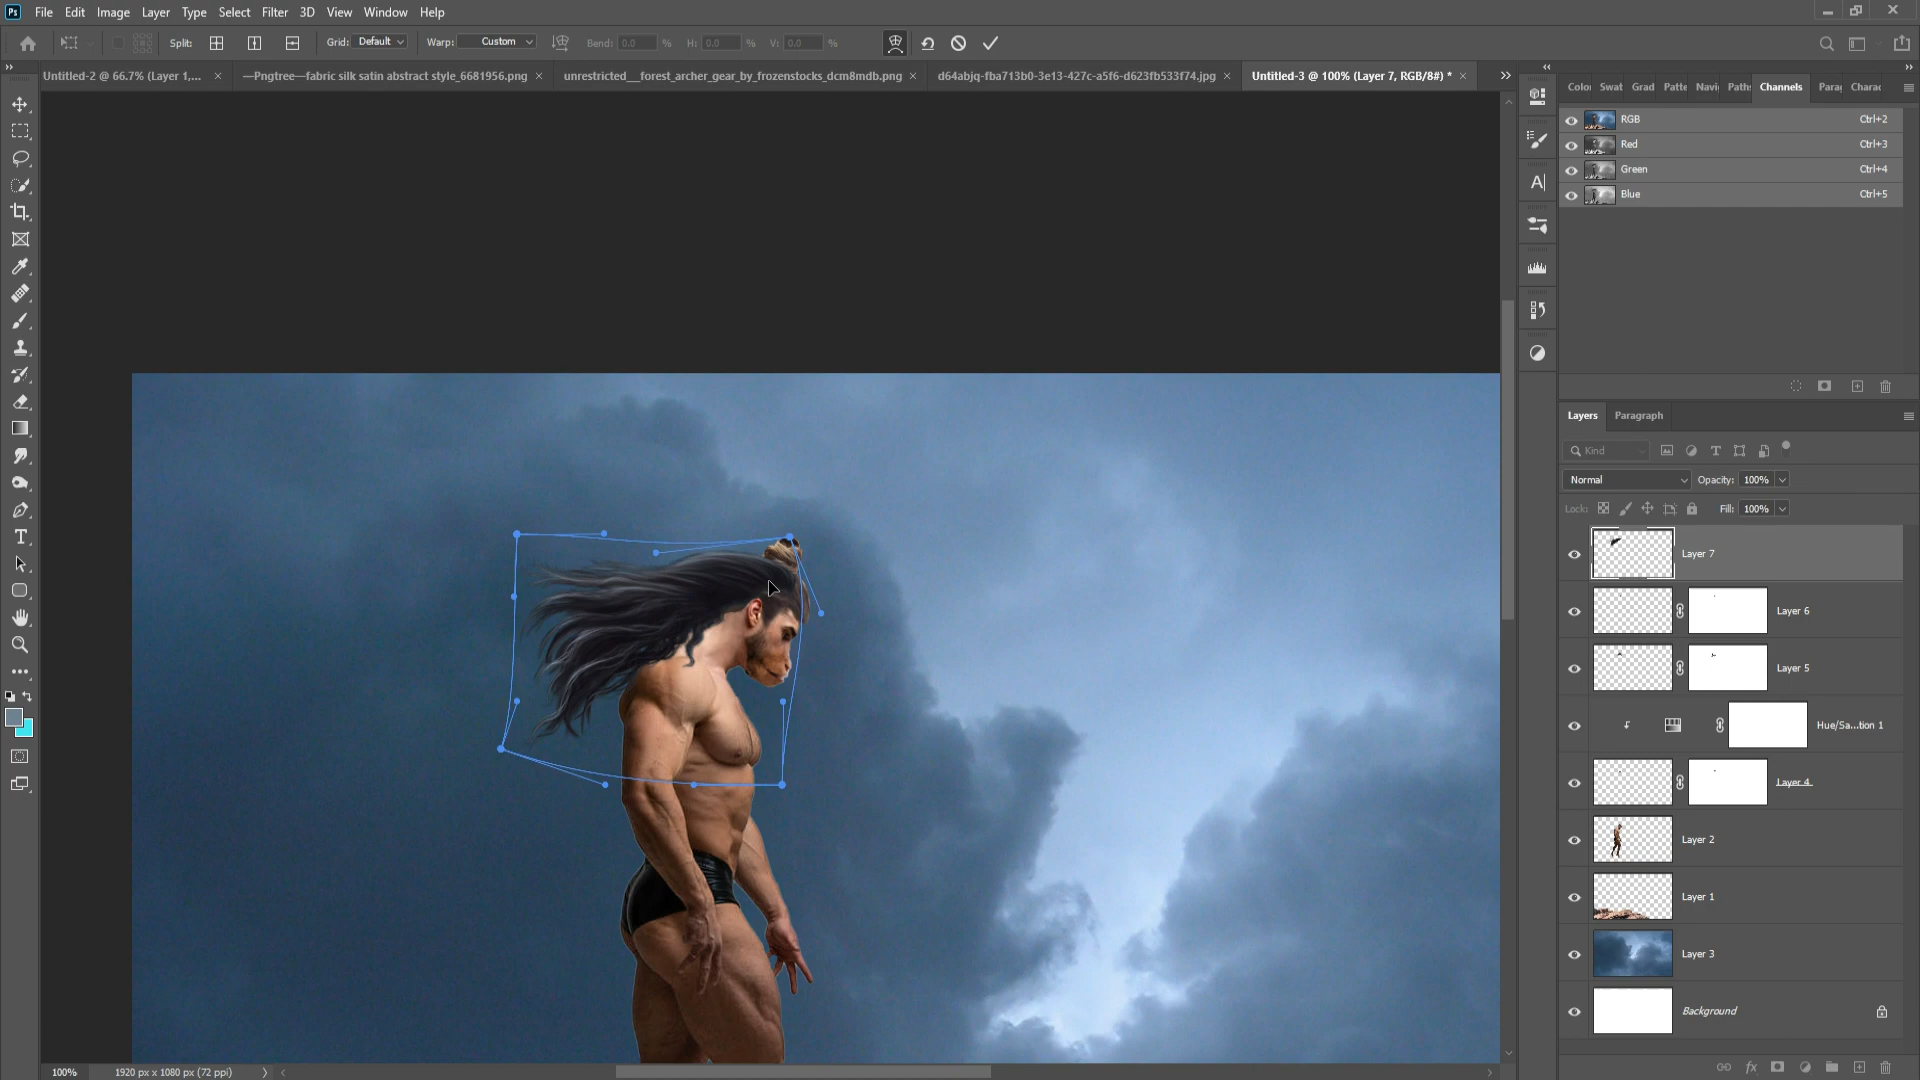 Ps File Edit Image Layer Type Select Filter 3D View Window Help
Split: Grid: Default Warp: Custom Bend: 0.0 % H: 0.0 % V: 0.0 %
Untitled-2 @ 66.7% (Layer 1,... × —Pngtree—fabric silk satin abstract style_6681956.png × unrestricted__forest_archer_gear_by_frozenstocks_dcm8mdb.png × d64abjq-fba713b0-3e13-427c-a5f6-d623fb533f74.jpg × Untitled-3 @ 100% (Layer 7, RGB/8#) * ×
Colo Swat Grad Patte Navi Path Channels Para Charac
RGB Ctrl+2
Red Ctrl+3
Green Ctrl+4
Blue Ctrl+5
Layers Paragraph
Kind
Normal Opacity: 100%
Lock: Fill: 100%
Layer 7
Layer 6
Layer 5
Hue/Sa...tion 1
Layer 4
Layer 2
Layer 1
Layer 3
Background
100% 1920 px x 1080 px (72 ppi)